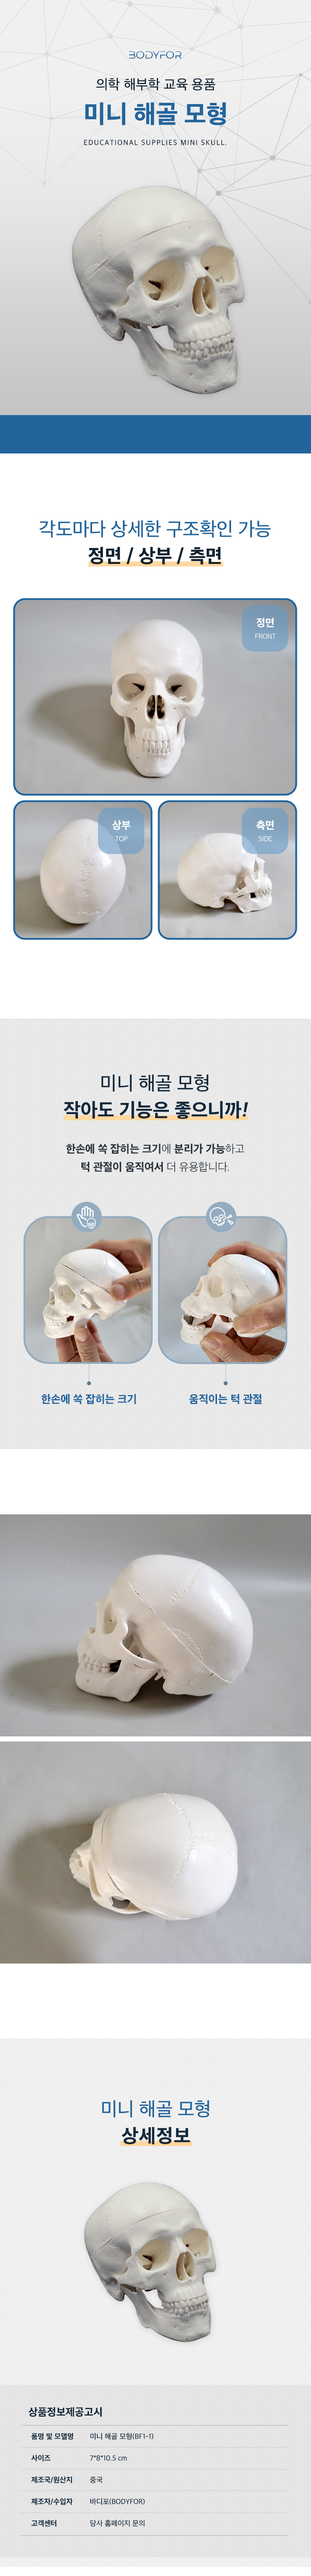 BODYFOR
의학 해부학 교육 용품
미니 해골 모형
EDUCATIONAL SUPPLIES MINI SKULL.
각도마다 상세한 구조확인 가능
정면 / 상부 / 측면
정면
FRONT
상부
TOP
측면
SIDE
미니 해골 모형
작아도 기능은 좋으니까!
한손에 쏙 잡히는 크기에 분리가 가능하고
턱 관절이 움직여서 더 유용합니다.
한손에 쏙 잡히는 크기
움직이는 턱 관절
미니 해골 모형
상세정보
상품정보제공고시
품명 및 모델명 미니 해골 모형(BF1-1)
사이즈 7*8*10.5 cm
제조국/원산지 중국
제조자/수입자 바디포(BODYFOR)
고객센터 당사 홈페이지 문의